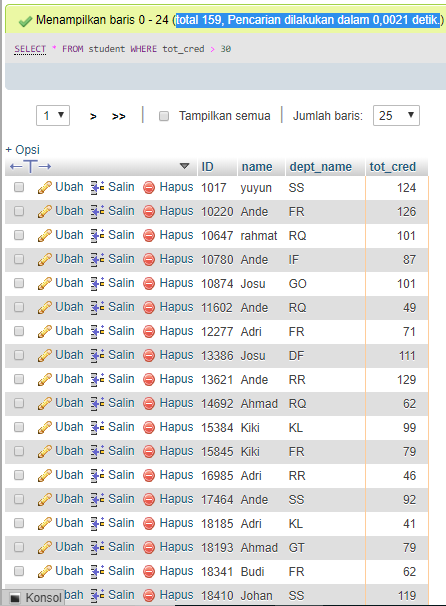 Menampilkan baris 0 - 24 (total 159, Pencarian dilakukan dalam 0,0021 detik.)
SELECT * FROM student WHERE tot_cred > 30
1 > >> Tampilkan semua Jumlah baris: 25
+ Opsi
←T→ ID name dept_name tot_cred
Ubah Salin Hapus 1017 yuyun SS 124
Ubah Salin Hapus 10220 Ande FR 126
Ubah Salin Hapus 10647 rahmat RQ 101
Ubah Salin Hapus 10780 Ande IF 87
Ubah Salin Hapus 10874 Josu GO 101
Ubah Salin Hapus 11602 Ande RQ 49
Ubah Salin Hapus 12277 Adri FR 71
Ubah Salin Hapus 13386 Josu DF 111
Ubah Salin Hapus 13621 Ande RR 129
Ubah Salin Hapus 14692 Ahmad RQ 62
Ubah Salin Hapus 15384 Kiki KL 99
Ubah Salin Hapus 15845 Kiki FR 79
Ubah Salin Hapus 16985 Adri RR 46
Ubah Salin Hapus 17464 Ande SS 92
Ubah Salin Hapus 18185 Adri KL 41
Ubah Salin Hapus 18193 Ahmad GT 79
Ubah Salin Hapus 18341 Budi FR 62
Konsol Salin Hapus 18410 Johan SS 119